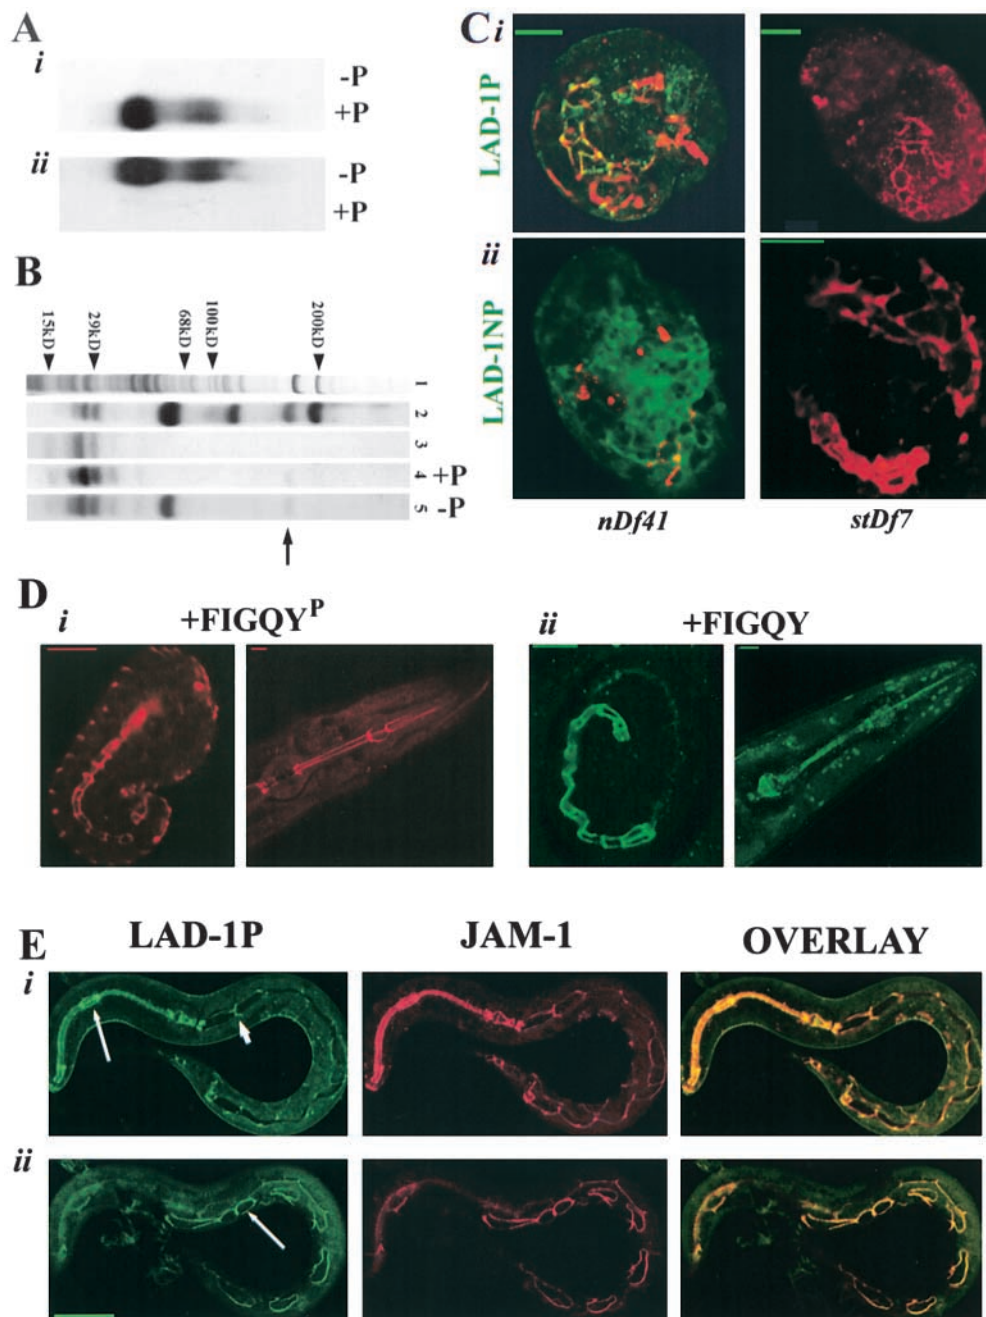 A
i
-P
+P
ii
-P
+P
B
15kD 29kD 68kD 100kD 200kD
1
2
3
4 +P
5 -P
C
i
LAD-1P
ii
LAD-1NP
nDf41 stDf7
D
i +FIGQY^P ii +FIGQY
E
LAD-1P JAM-1 OVERLAY
i
ii